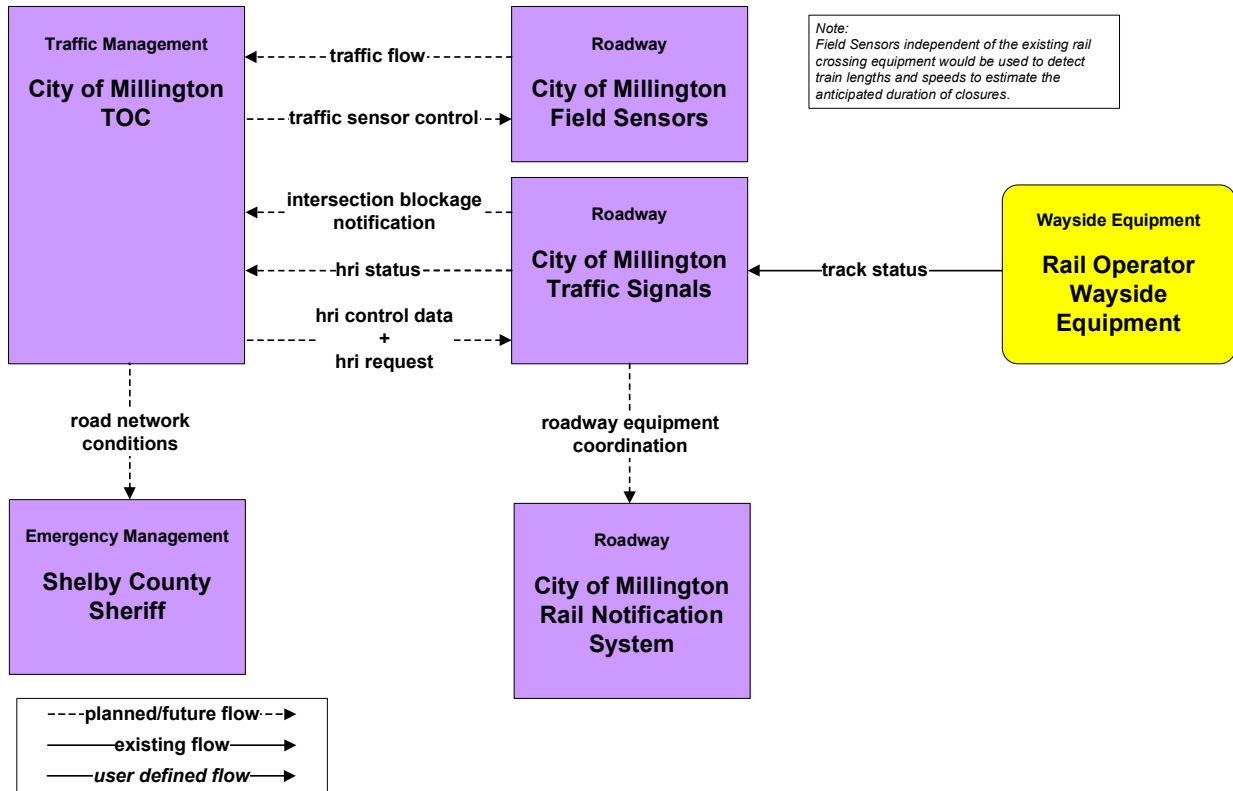 Traffic Management
City of Millington
TOC
traffic flow
traffic sensor control
Roadway
City of Millington
Field Sensors
Note:
Field Sensors independent of the existing rail
crossing equipment would be used to detect
train lengths and speeds to estimate the
anticipated duration of closures.
intersection blockage
notification
hri status
hri control data
+
hri request
Roadway
City of Millington
Traffic Signals
track status
Wayside Equipment
Rail Operator
Wayside
Equipment
road network
conditions
roadway equipment
coordination
Emergency Management
Shelby County
Sheriff
Roadway
City of Millington
Rail Notification
System
planned/future flow
existing flow
user defined flow